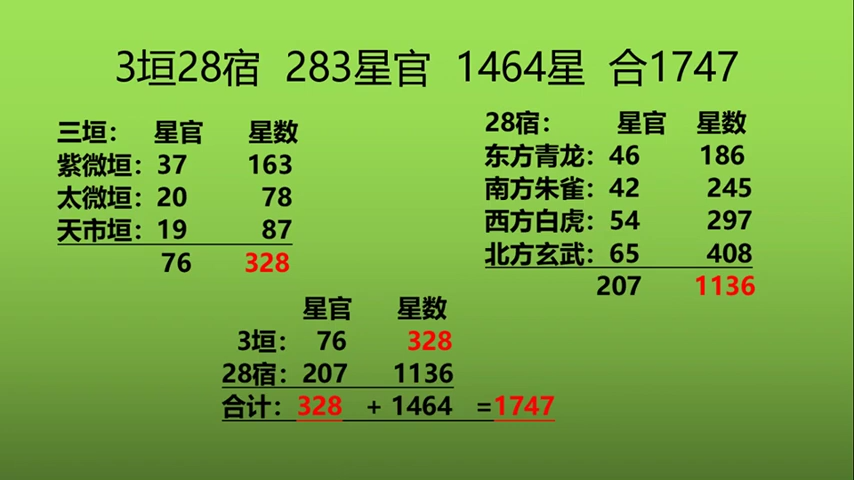 3垣28宿 283星官 1464星 合1747
三垣： 星官 星数
紫微垣：37 163
太微垣：20 78
天市垣：19 87
76 328
28宿： 星官 星数
东方青龙：46 186
南方朱雀：42 245
西方白虎：54 297
北方玄武：65 408
207 1136
星官 星数
3垣： 76 328
28宿：207 1136
合计：328 + 1464 =1747